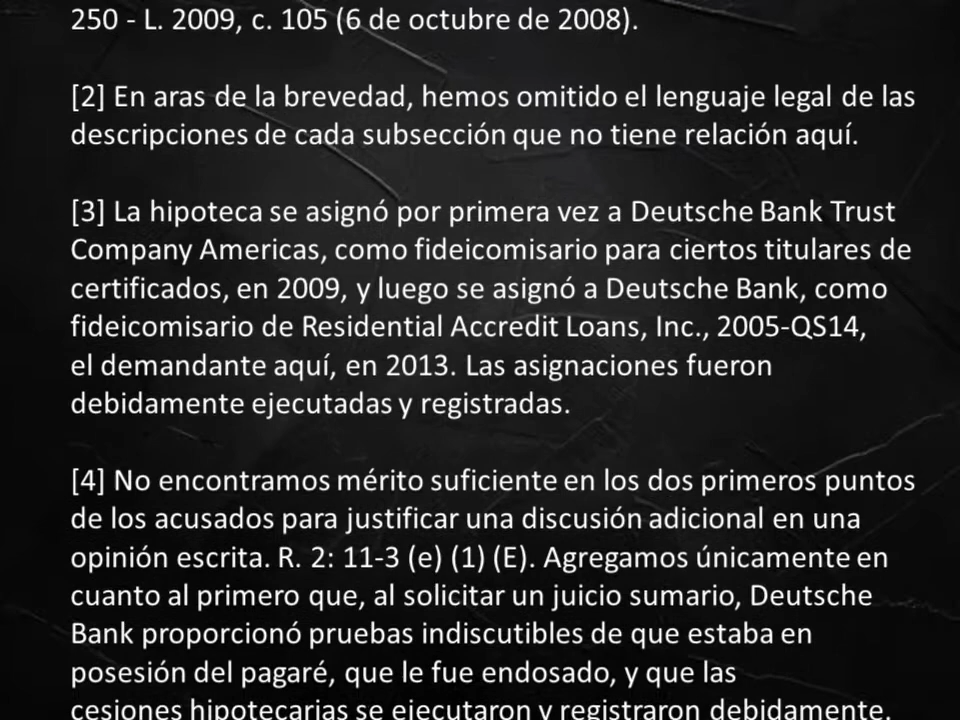 250 - L. 2009, c. 105 (6 de octubre de 2008).
[2] En aras de la brevedad, hemos omitido el lenguaje legal de las
descripciones de cada subsección que no tiene relación aquí.
[3] La hipoteca se asignó por primera vez a Deutsche Bank Trust
Company Americas, como fideicomisario para ciertos titulares de
certificados, en 2009, y luego se asignó a Deutsche Bank, como
fideicomisario de Residential Accredit Loans, Inc., 2005-QS14,
el demandante aquí, en 2013. Las asignaciones fueron
debidamente ejecutadas y registradas.
[4] No encontramos mérito suficiente en los dos primeros puntos
de los acusados para justificar una discusión adicional en una
opinión escrita. R. 2: 11-3 (e) (1) (E). Agregamos únicamente en
cuanto al primero que, al solicitar un juicio sumario, Deutsche
Bank proporcionó pruebas indiscutibles de que estaba en
posesión del pagaré, que le fue endosado, y que las
cesiones hipotecarias se ejecutaron y registraron debidamente.